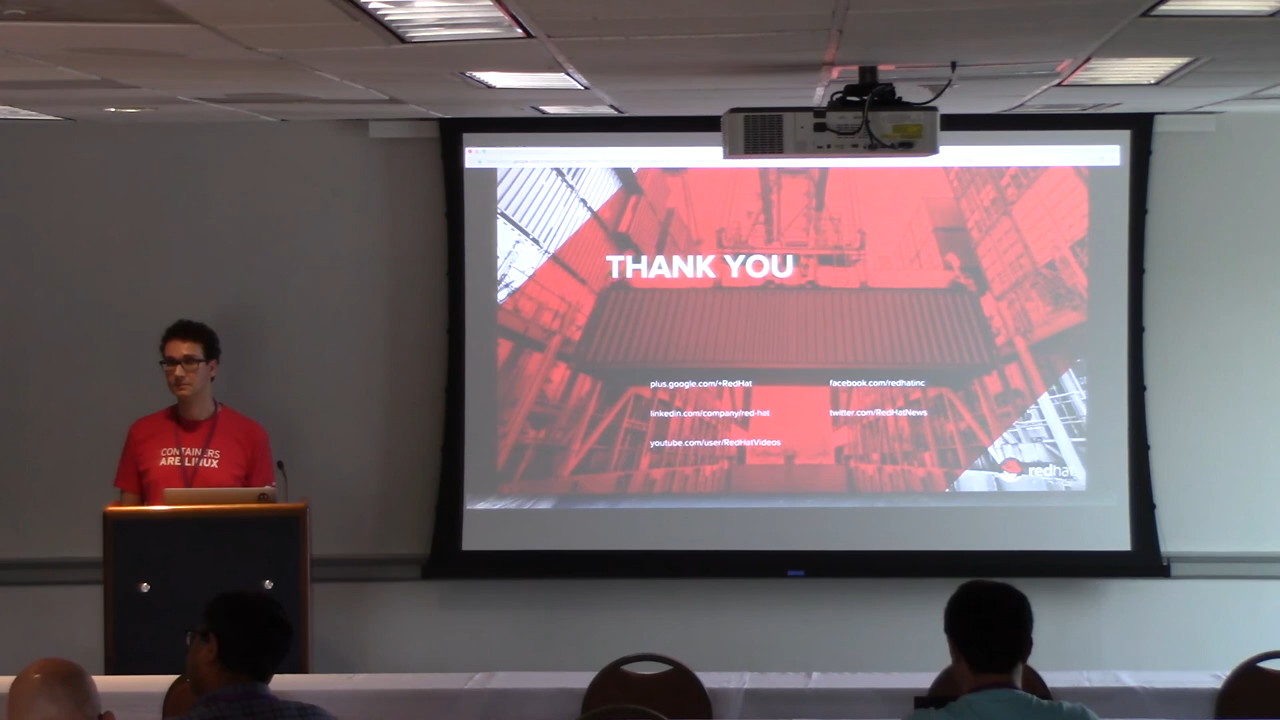 THANK YOU
plus.google.com/+RedHat
facebook.com/redhatinc
linkedin.com/company/red-hat
twitter.com/RedHatNews
youtube.com/user/RedHatVideos
redhat
CONTAINERS
ARE LINUX